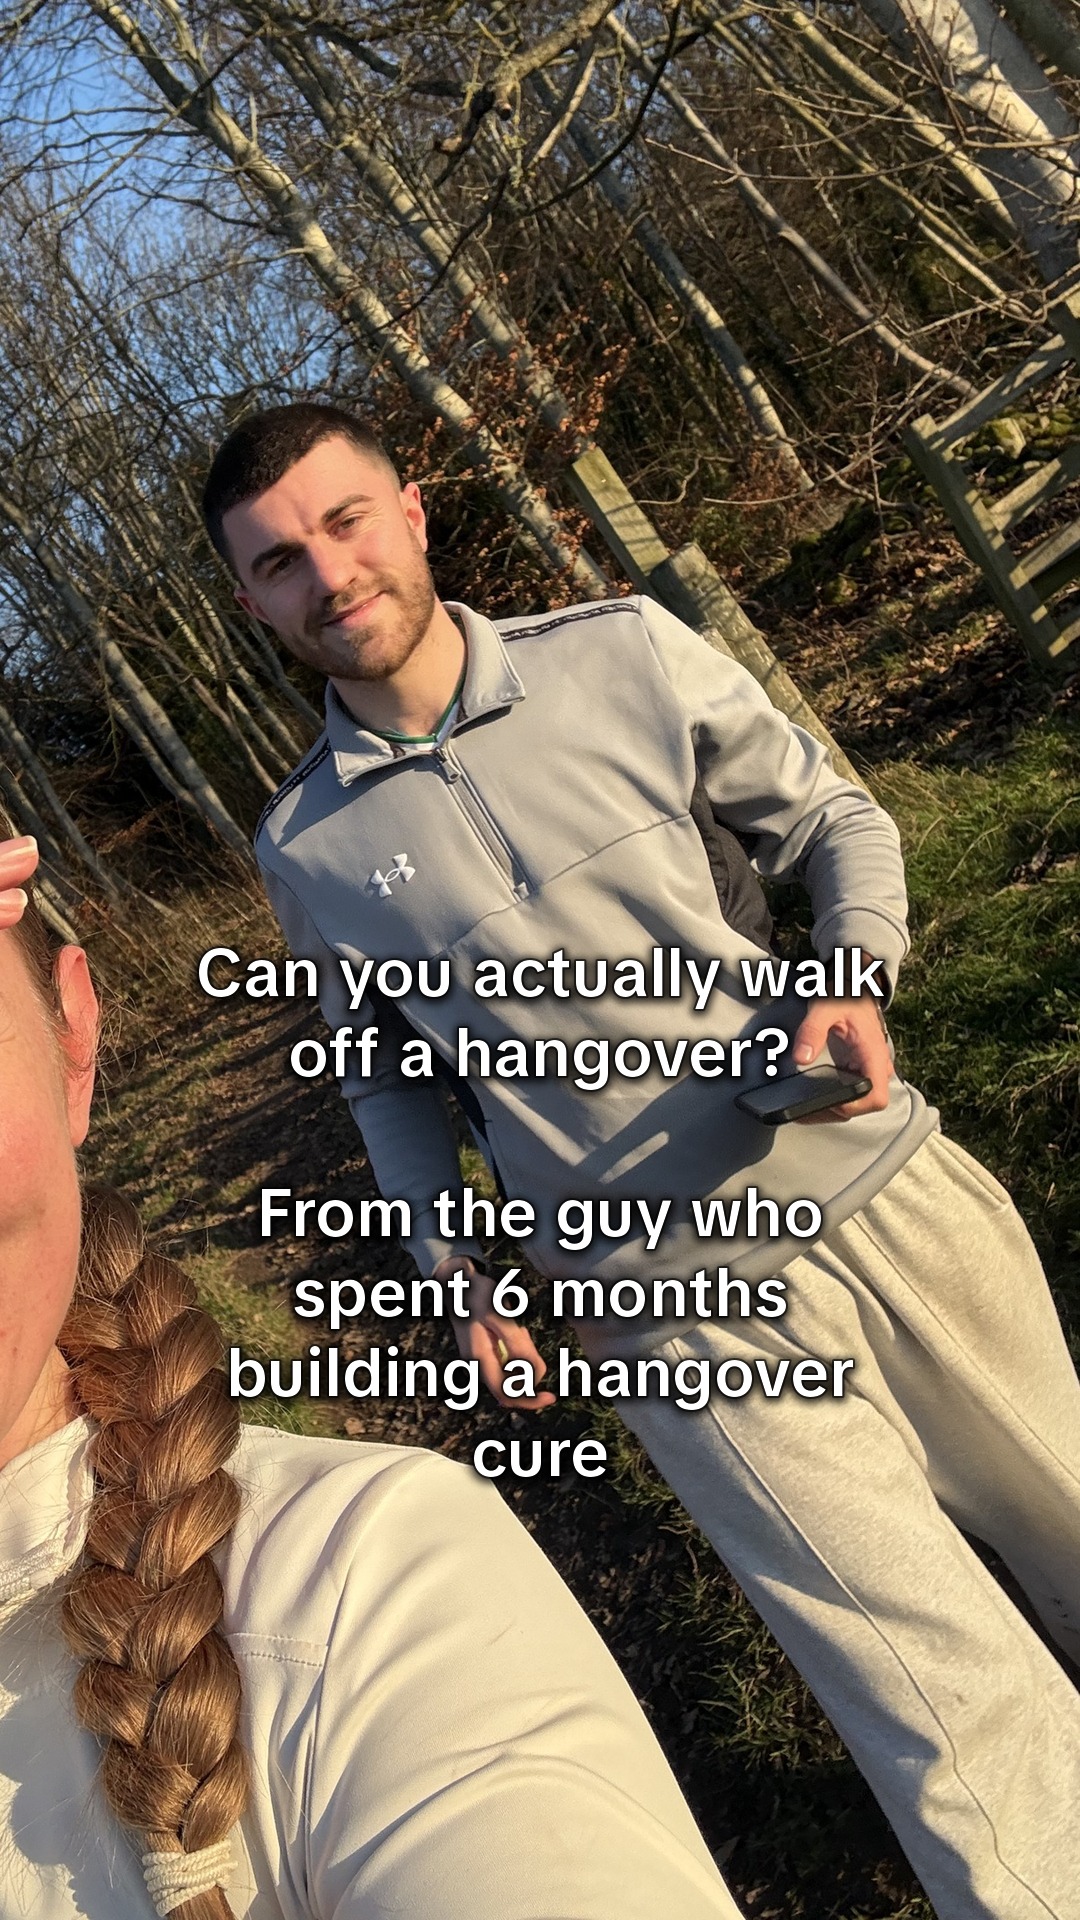 Can you actually walk
off a hangover?
From the guy who
spent 6 months
building a hangover
cure